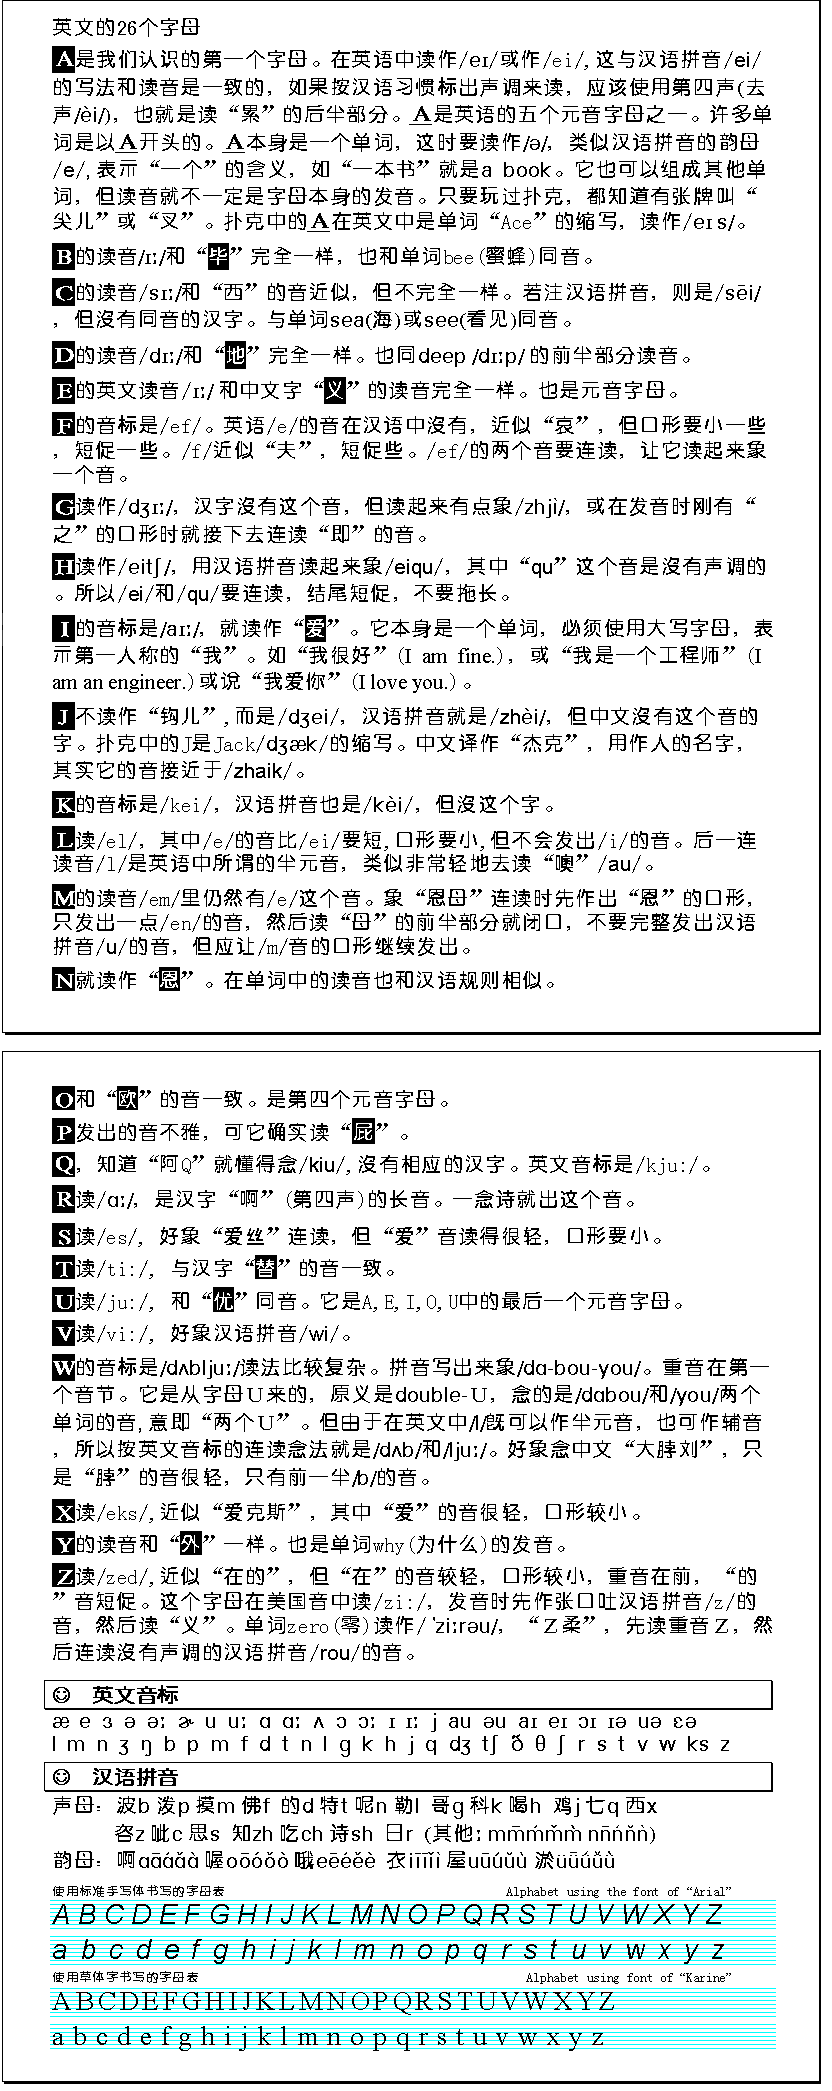 英文的26个字母
A是我们认识的第一个字母。在英语中读作/eɪ/或作/ei/,这与汉语拼音/ei/
的写法和读音是一致的，如果按汉语习惯标出声调来读，应该使用第四声(去
声/èi/)，也就是读“累”的后半部分。A是英语的五个元音字母之一。许多单
词是以A开头的。A本身是一个单词，这时要读作/ə/，类似汉语拼音的韵母
/e/,表示“一个”的含义，如“一本书”就是a book。它也可以组成其他单
词，但读音就不一定是字母本身的发音。只要玩过扑克，都知道有张牌叫“
尖儿”或“叉”。扑克中的A在英文中是单词“Ace”的缩写，读作/eɪs/。
B的读音/ɪː/和“毕”完全一样，也和单词bee(蜜蜂)同音。
C的读音/sɪː/和“西”的音近似，但不完全一样。若注汉语拼音，则是/sēi/
，但沒有同音的汉字。与单词sea(海)或see(看见)同音。
D的读音/dɪː/和“地”完全一样。也同deep /dɪːp/的前半部分读音。
E的英文读音/ɪː/和中文字“义”的读音完全一样。也是元音字母。
F的音标是/ef/。英语/e/的音在汉语中沒有，近似“哀”，但口形要小一些
，短促一些。/f/近似“夫”，短促些。/ef/的两个音要连读，让它读起来象
一个音。
G读作/dʒɪː/，汉字沒有这个音，但读起来有点象/zhjì/，或在发音时刚有“
之”的口形时就接下去连读“即”的音。
H读作/eitʃ/，用汉语拼音读起来象/eiqu/，其中“qu”这个音是沒有声调的
。所以/ei/和/qu/要连读，结尾短促，不要拖长。
I的音标是/aɪː/，就读作“爱”。它本身是一个单词，必须使用大写字母，表
示第一人称的“我”。如“我很好”(I am fine.)，或“我是一个工程师”(I
am an engineer.)或说“我爱你”(I love you.)。
J不读作“钩儿”,而是/dʒei/，汉语拼音就是/zhèi/，但中文沒有这个音的
字。扑克中的J是Jack/dʒæk/的缩写。中文译作“杰克”，用作人的名字，
其实它的音接近于/zhaik/。
K的音标是/kei/，汉语拼音也是/kèi/，但沒这个字。
L读/el/，其中/e/的音比/ei/要短,口形要小,但不会发出/i/的音。后一连
读音/l/是英语中所谓的半元音，类似非常轻地去读“噢”/au/。
M的读音/em/里仍然有/e/这个音。象“恩母”连读时先作出“恩”的口形，
只发出一点/en/的音，然后读“母”的前半部分就闭口，不要完整发出汉语
拼音/u/的音，但应让/m/音的口形继续发出。
N就读作“恩”。在单词中的读音也和汉语规则相似。
O和“欧”的音一致。是第四个元音字母。
P发出的音不雅，可它确实读“屁”。
Q，知道“阿Q”就懂得念/kiu/,沒有相应的汉字。英文音标是/kju:/。
R读/ɑː/，是汉字“啊”(第四声)的长音。一念诗就出这个音。
S读/es/，好象“爱丝”连读，但“爱”音读得很轻，口形要小。
T读/ti:/，与汉字“替”的音一致。
U读/ju:/，和“优”同音。它是A,E,I,O,U中的最后一个元音字母。
V读/vi:/，好象汉语拼音/wi/。
W的音标是/dʌbljuː/读法比较复杂。拼音写出来象/dɑ-bou-you/。重音在第一
个音节。它是从字母U来的，原义是double-U，念的是/dɑbou/和/you/两个
单词的音,意即“两个U”。但由于在英文中/l/既可以作半元音，也可作辅音
，所以按英文音标的连读念法就是/dʌb/和/ljuː/。好象念中文“大脖刘”，只
是“脖”的音很轻，只有前一半/b/的音。
X读/eks/,近似“爱克斯”，其中“爱”的音很轻，口形较小。
Y的读音和“外”一样。也是单词why(为什么)的发音。
Z读/zed/,近似“在的”，但“在”的音较轻，口形较小，重音在前，“的
”音短促。这个字母在美国音中读/zi:/，发音时先作张口吐汉语拼音/z/的
音，然后读“义”。单词zero(零)读作/ˈziːrəu/，“Z柔”，先读重音Z，然
后连读沒有声调的汉语拼音/rou/的音。
☺ 英文音标
æ e ɜ ə əː ɚ u uː ɑ ɑː ʌ ɔ ɔː ɪ ɪː j au əu aɪ eɪ ɔɪ ɪə uə ɛə
l m n ʒ ŋ b p m f d t n l g k h j q dʒ tʃ ð θ ʃ r s t v w ks z
☺ 汉语拼音
声母：波b 泼p 摸m 佛f 的d 特t 呢n 勒l 哥g 科k 喝h 鸡j 七q 西x
咨z 呲c 思s 知zh 吃ch 诗sh 日r (其他：mm̄ḿm̌m̀ nn̄ńňǹ)
韵母：啊ɑāáǎà 喔oōóǒò 哦eēéěè 衣iīíǐì 屋uūúǔù 淤üǖǘǚǜ
使用标准手写体书写的字母表 Alphabet using the font of “Arial”
A B C D E F G H I J K L M N O P Q R S T U V W X Y Z
a b c d e f g h i j k l m n o p q r s t u v w x y z
使用草体字书写的字母表 Alphabet using font of “Karine”
A B C D E F G H I J K L M N O P Q R S T U V W X Y Z
a b c d e f g h i j k l m n o p q r s t u v w x y z